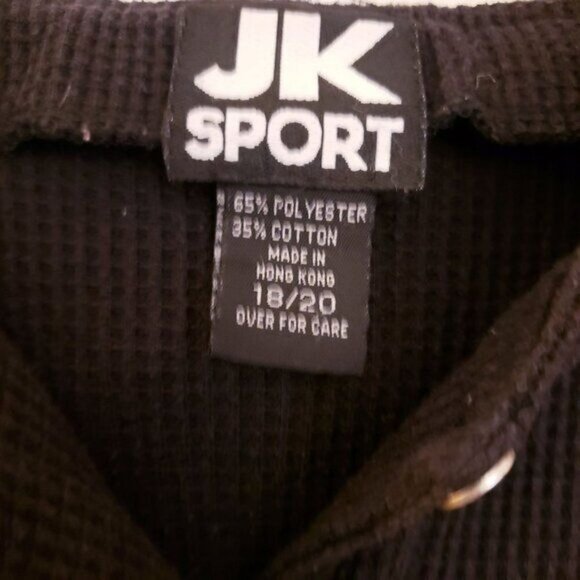 JK
SPORT
65% POLYESTER
35% COTTON
MADE IN
HONG KONG
18/20
OVER FOR CARE